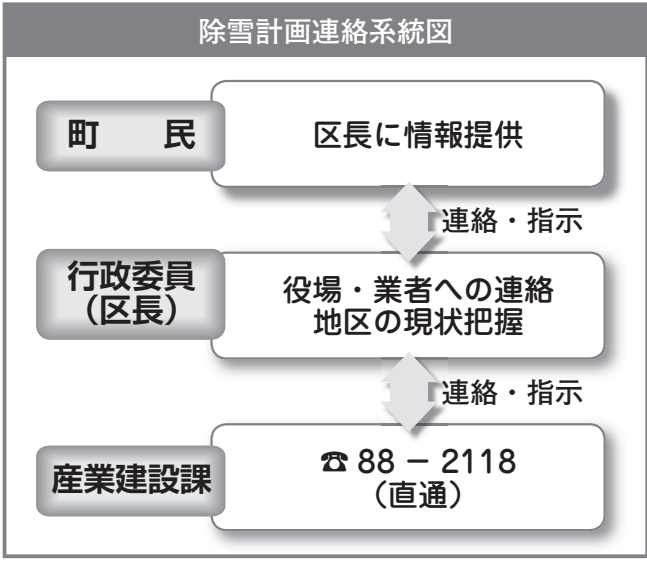 除雪計画連絡系統図
町　民
区長に情報提供
連絡・指示
行政委員
（区長）
役場・業者への連絡
地区の現状把握
連絡・指示
産業建設課
☎ 88 － 2118
（直通）